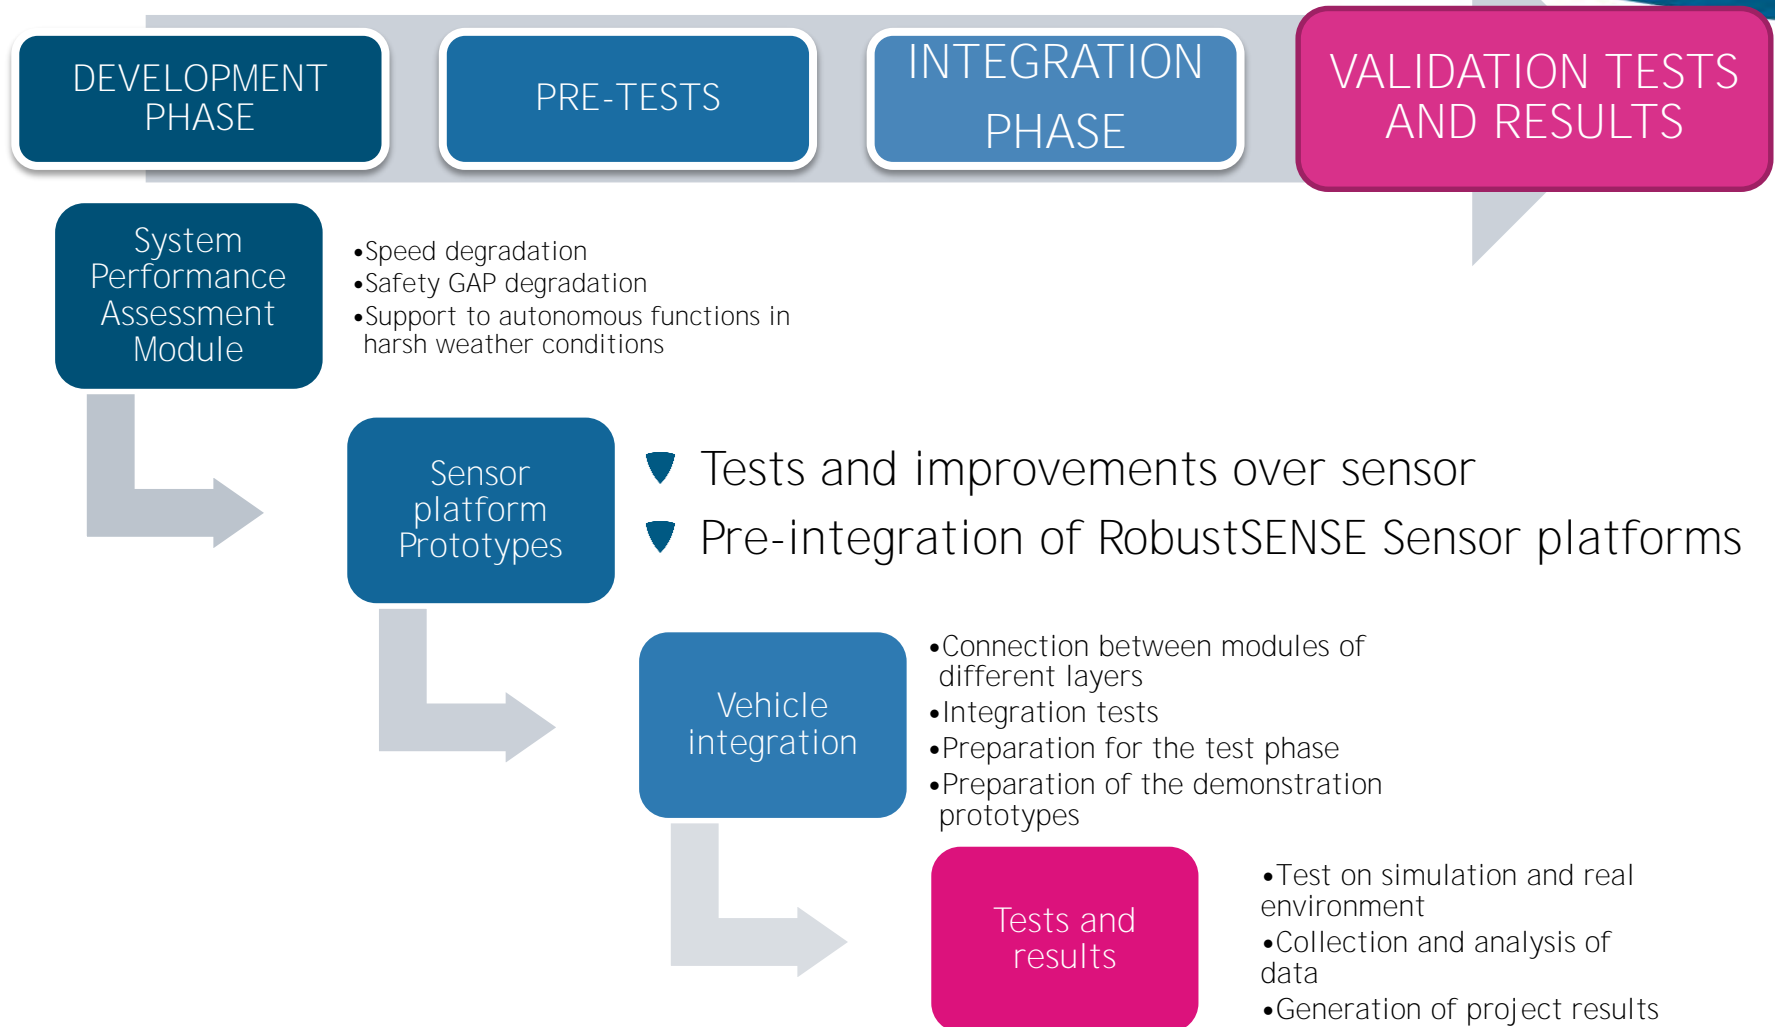 DEVELOPMENT
PHASE
PRE-TESTS
INTEGRATION
PHASE
VALIDATION TESTS
AND RESULTS
System
Performance
Assessment
Module
•Speed degradation
•Safety GAP degradation
•Support to autonomous functions in
harsh weather conditions
Sensor
platform
Prototypes
Tests and improvements over sensor
Pre-integration of RobustSENSE Sensor platforms
Vehicle
integration
•Connection between modules of
different layers
•Integration tests
•Preparation for the test phase
•Preparation of the demonstration
prototypes
Tests and
results
•Test on simulation and real
environment
•Collection and analysis of
data
•Generation of project results